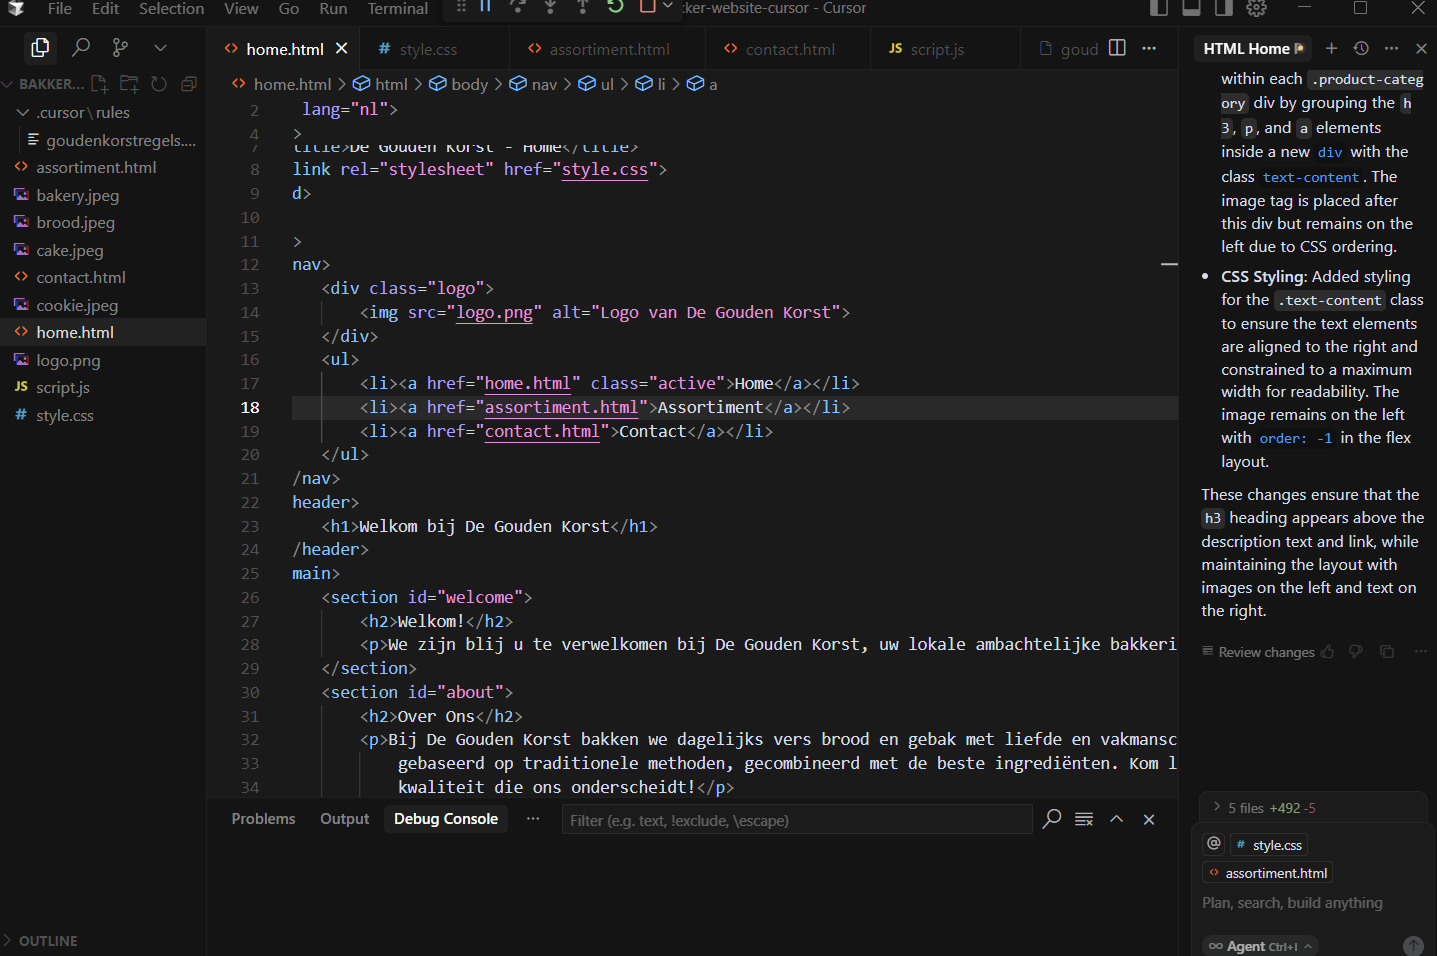 File Edit Selection View Go Run Terminal
kker-website-cursor - Cursor
BAKKER...
.cursor\rules
goudenkorstregels....
assortiment.html
bakery.jpeg
brood.jpeg
cake.jpeg
contact.html
cookie.jpeg
home.html
logo.png
JS script.js
# style.css
OUTLINE
<> home.html
# style.css
<> assortiment.html
<> contact.html
JS script.js
goud
<> home.html > html > body > nav > ul > li > a
2 lang="nl">
4 >
7 title>De Gouden Korst - Home</title>
8 link rel="stylesheet" href="style.css">
9 d>
10
11 >
12 nav>
13 <div class="logo">
14 <img src="logo.png" alt="Logo van De Gouden Korst">
15 </div>
16 <ul>
17 <li><a href="home.html" class="active">Home</a></li>
18 <li><a href="assortiment.html">Assortiment</a></li>
19 <li><a href="contact.html">Contact</a></li>
20 </ul>
21 /nav>
22 header>
23 <h1>Welkom bij De Gouden Korst</h1>
24 /header>
25 main>
26 <section id="welcome">
27 <h2>Welkom!</h2>
28 <p>We zijn blij u te verwelkomen bij De Gouden Korst, uw lokale ambachtelijke bakkeri
29 </section>
30 <section id="about">
31 <h2>Over Ons</h2>
32 <p>Bij De Gouden Korst bakken we dagelijks vers brood en gebak met liefde en vakmansc
33 gebaseerd op traditionele methoden, gecombineerd met de beste ingrediënten. Kom l
34 kwaliteit die ons onderscheidt!</p>
Problems Output Debug Console ...
Filter (e.g. text, !exclude, \escape)
HTML Home P
within each .product-categ
ory div by grouping the h
3, p, and a elements
inside a new div with the
class text-content. The
image tag is placed after
this div but remains on the
left due to CSS ordering.
• CSS Styling: Added styling
for the .text-content class
to ensure the text elements
are aligned to the right and
constrained to a maximum
width for readability. The
image remains on the left
with order: -1 in the flex
layout.
These changes ensure that the
h3 heading appears above the
description text and link, while
maintaining the layout with
images on the left and text on
the right.
Review changes
> 5 files +492 -5
@ # style.css
<> assortiment.html
Plan, search, build anything
∞ Agent Ctrl+I